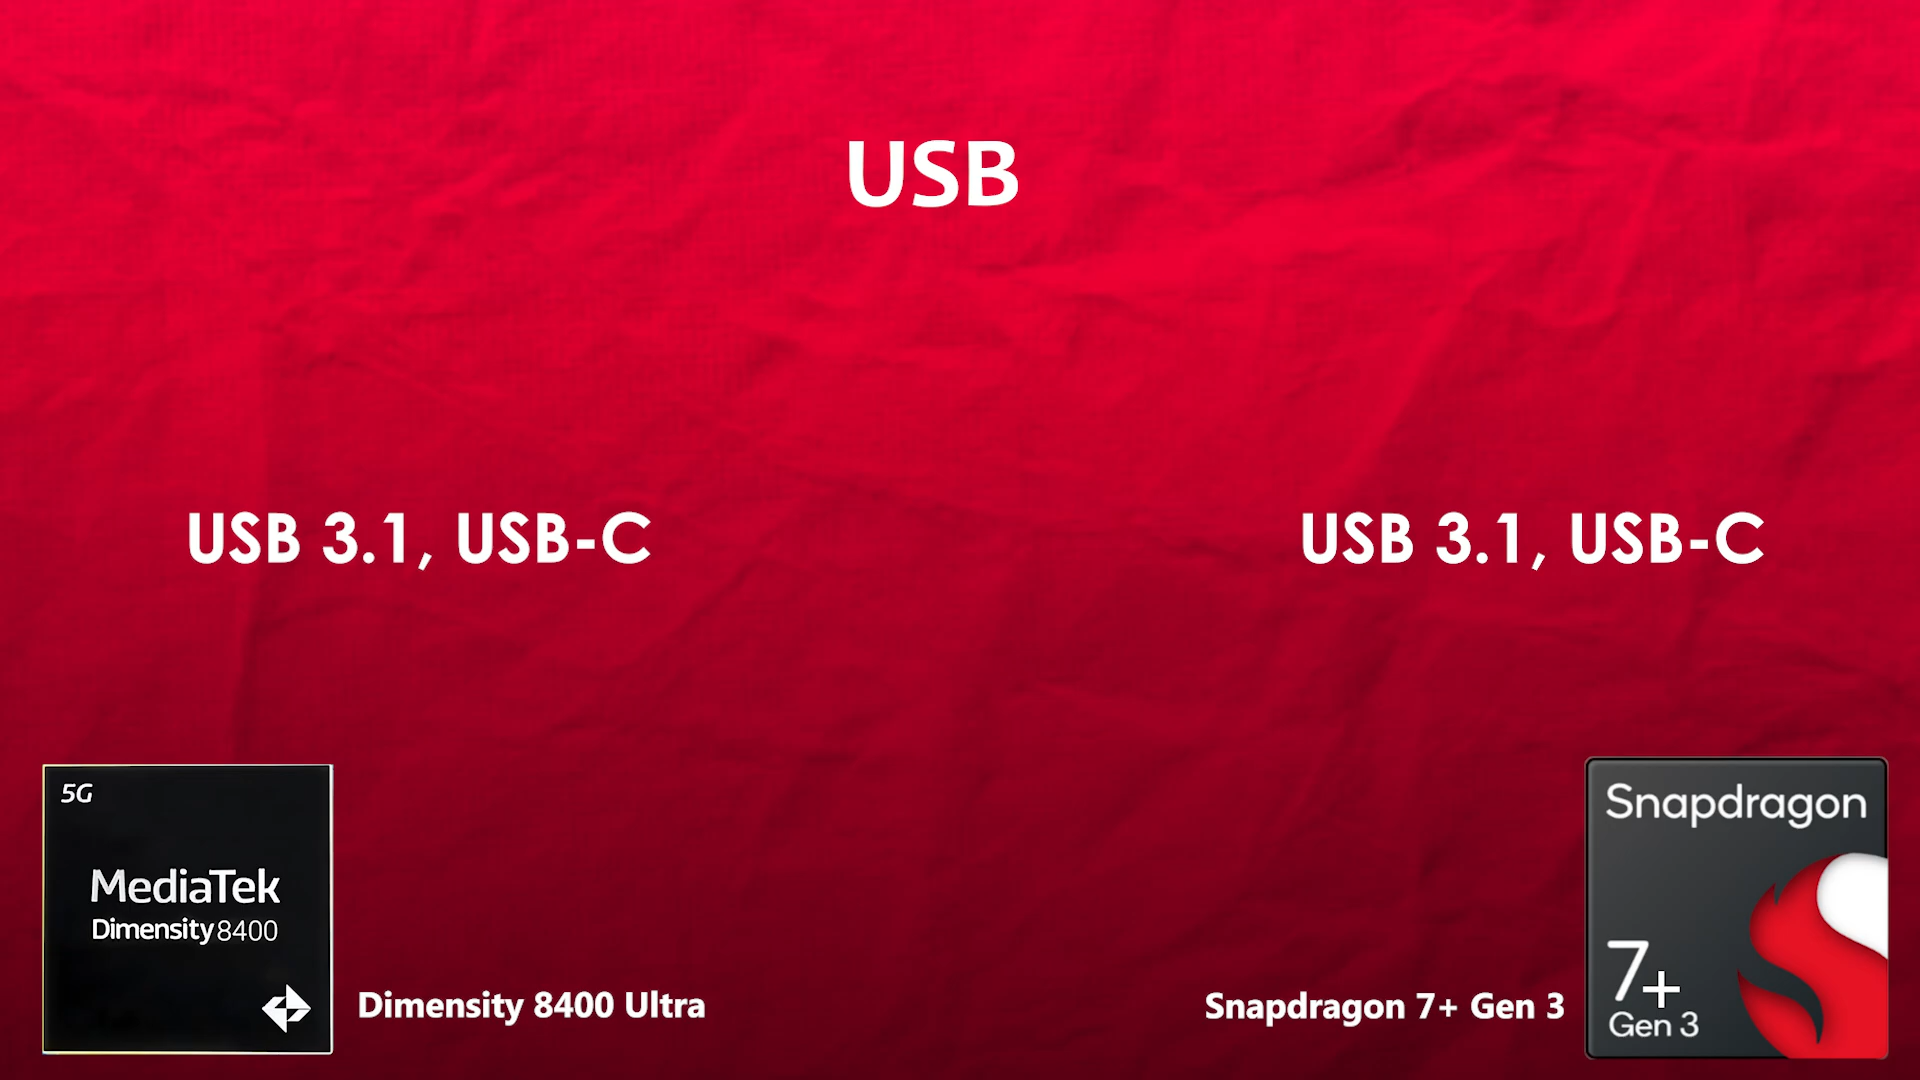 USB
USB 3.1, USB-C
USB 3.1, USB-C
5G
MediaTek
Dimensity 8400
Dimensity 8400 Ultra
Snapdragon 7+ Gen 3
Snapdragon
7+
Gen 3